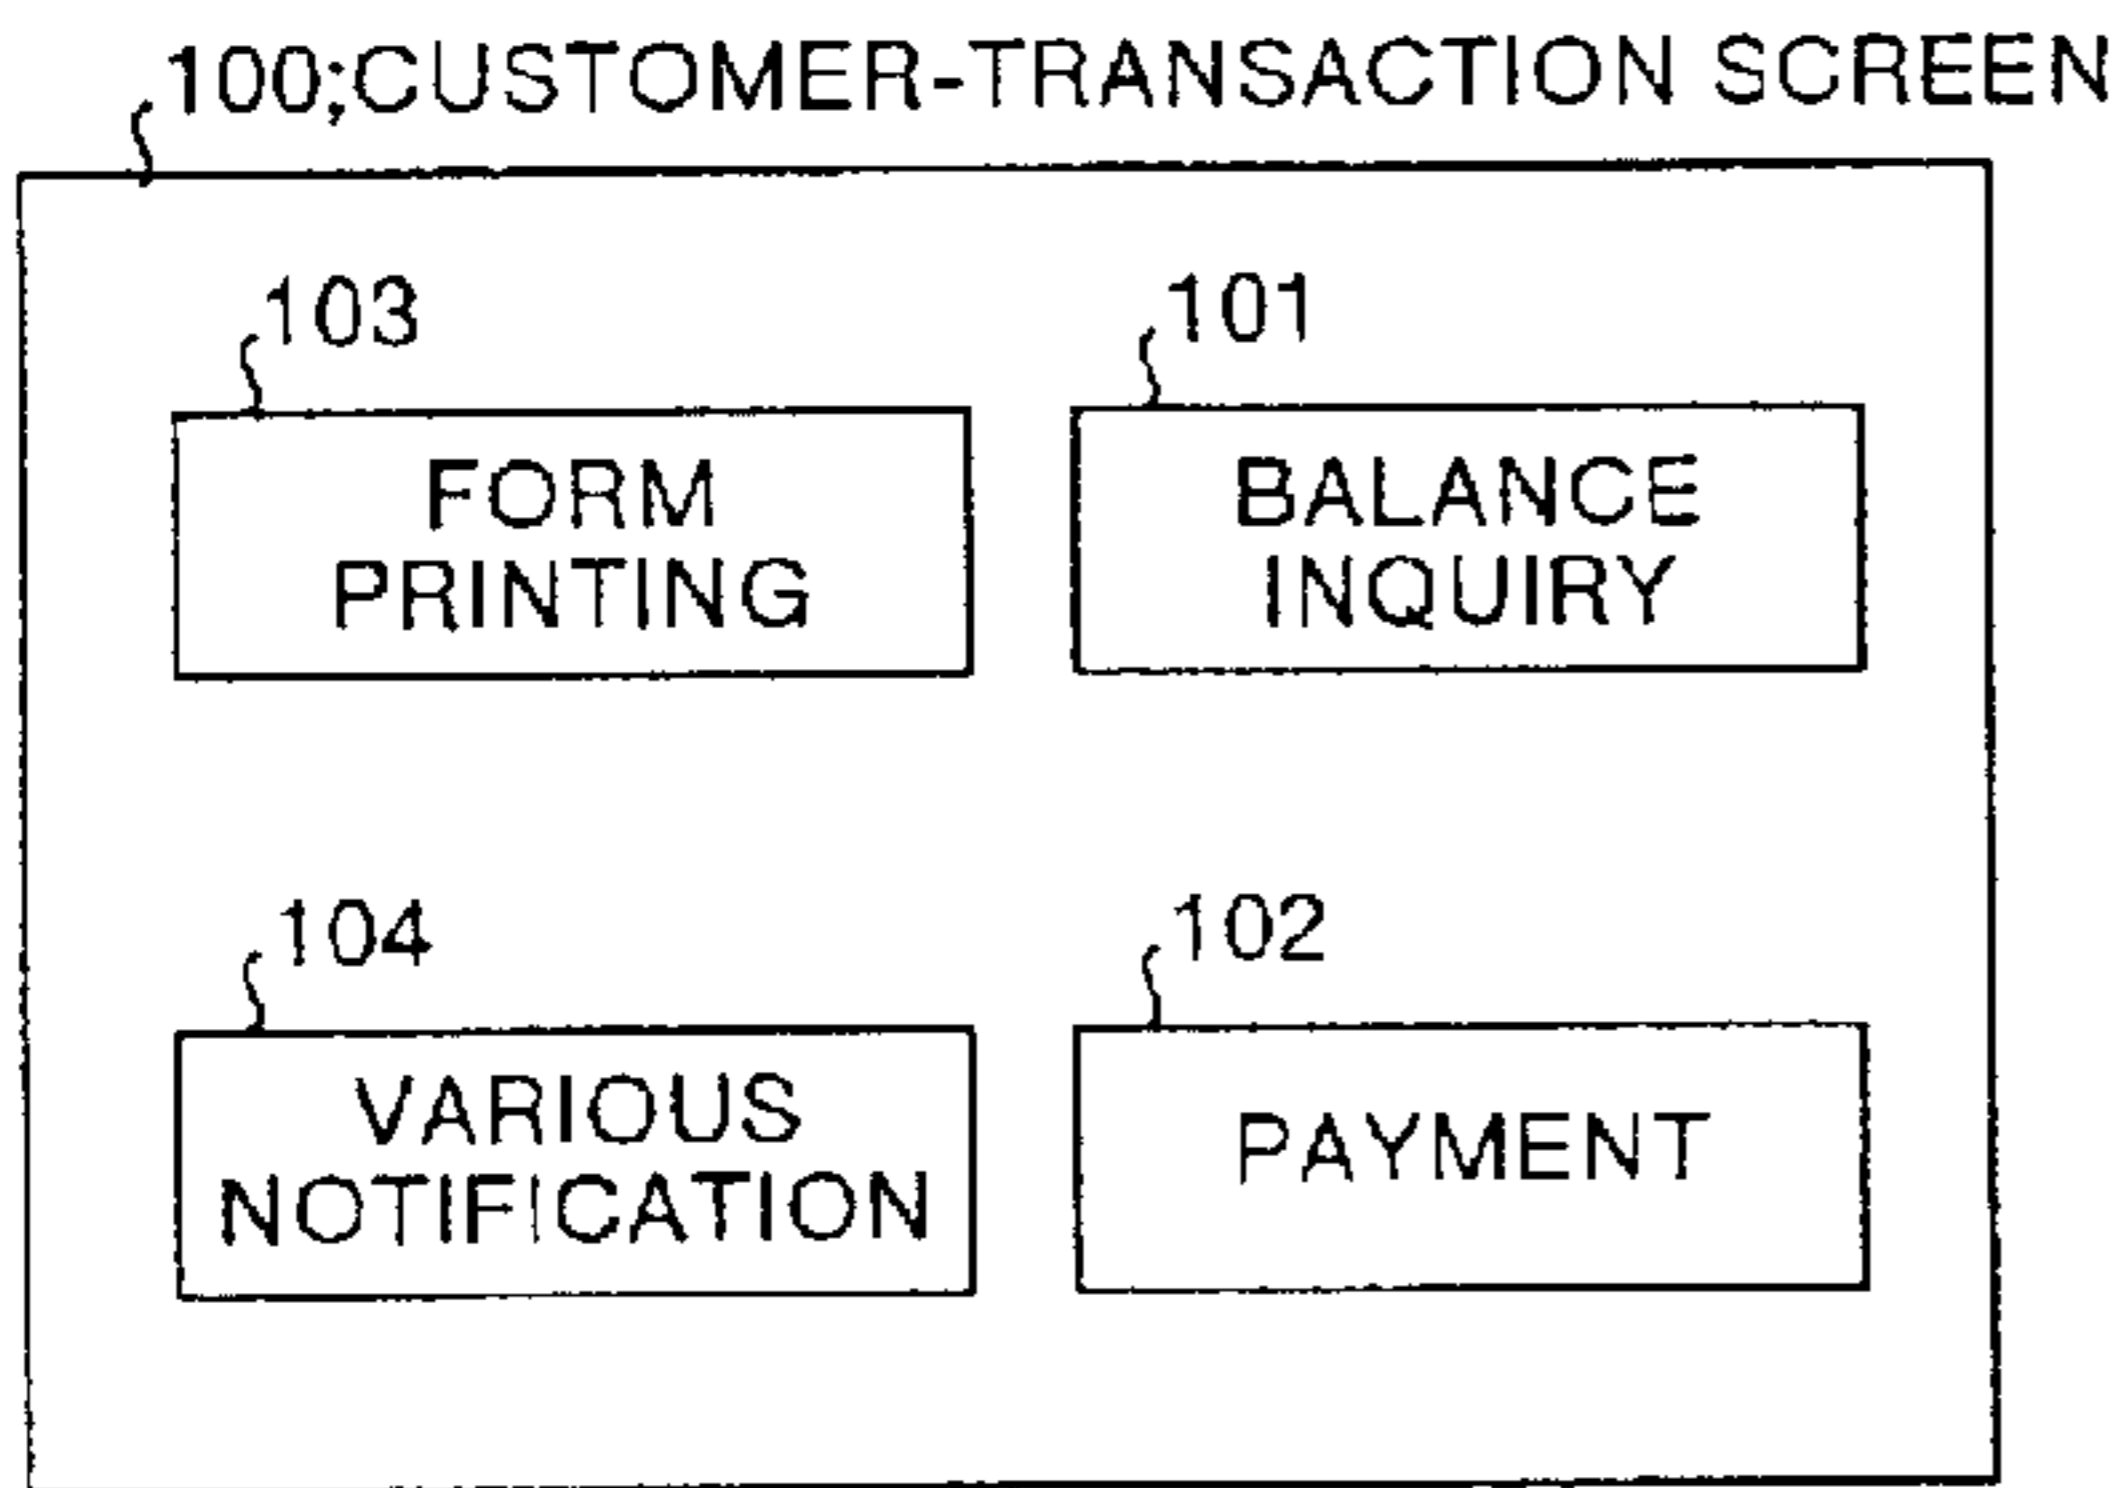 100;CUSTOMER-TRANSACTION SCREEN
103
FORM
PRINTING
101
BALANCE
INQUIRY
104
VARIOUS
NOTIFICATION
102
PAYMENT